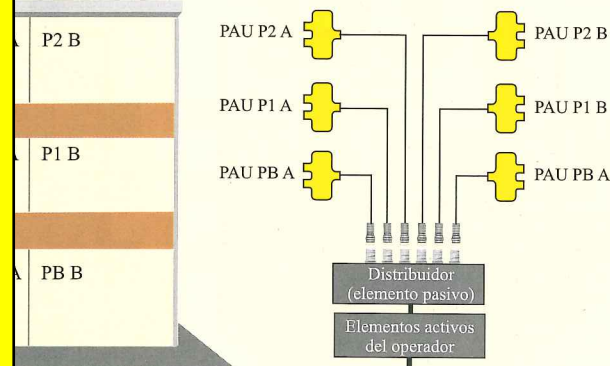 P2 B
P1 B
PB B
PAU P2 A
PAU P2 B
PAU P1 A
PAU P1 B
PAU PB A
PAU PB A
Distribuidor
(elemento pasivo)
Elementos activos
del operador